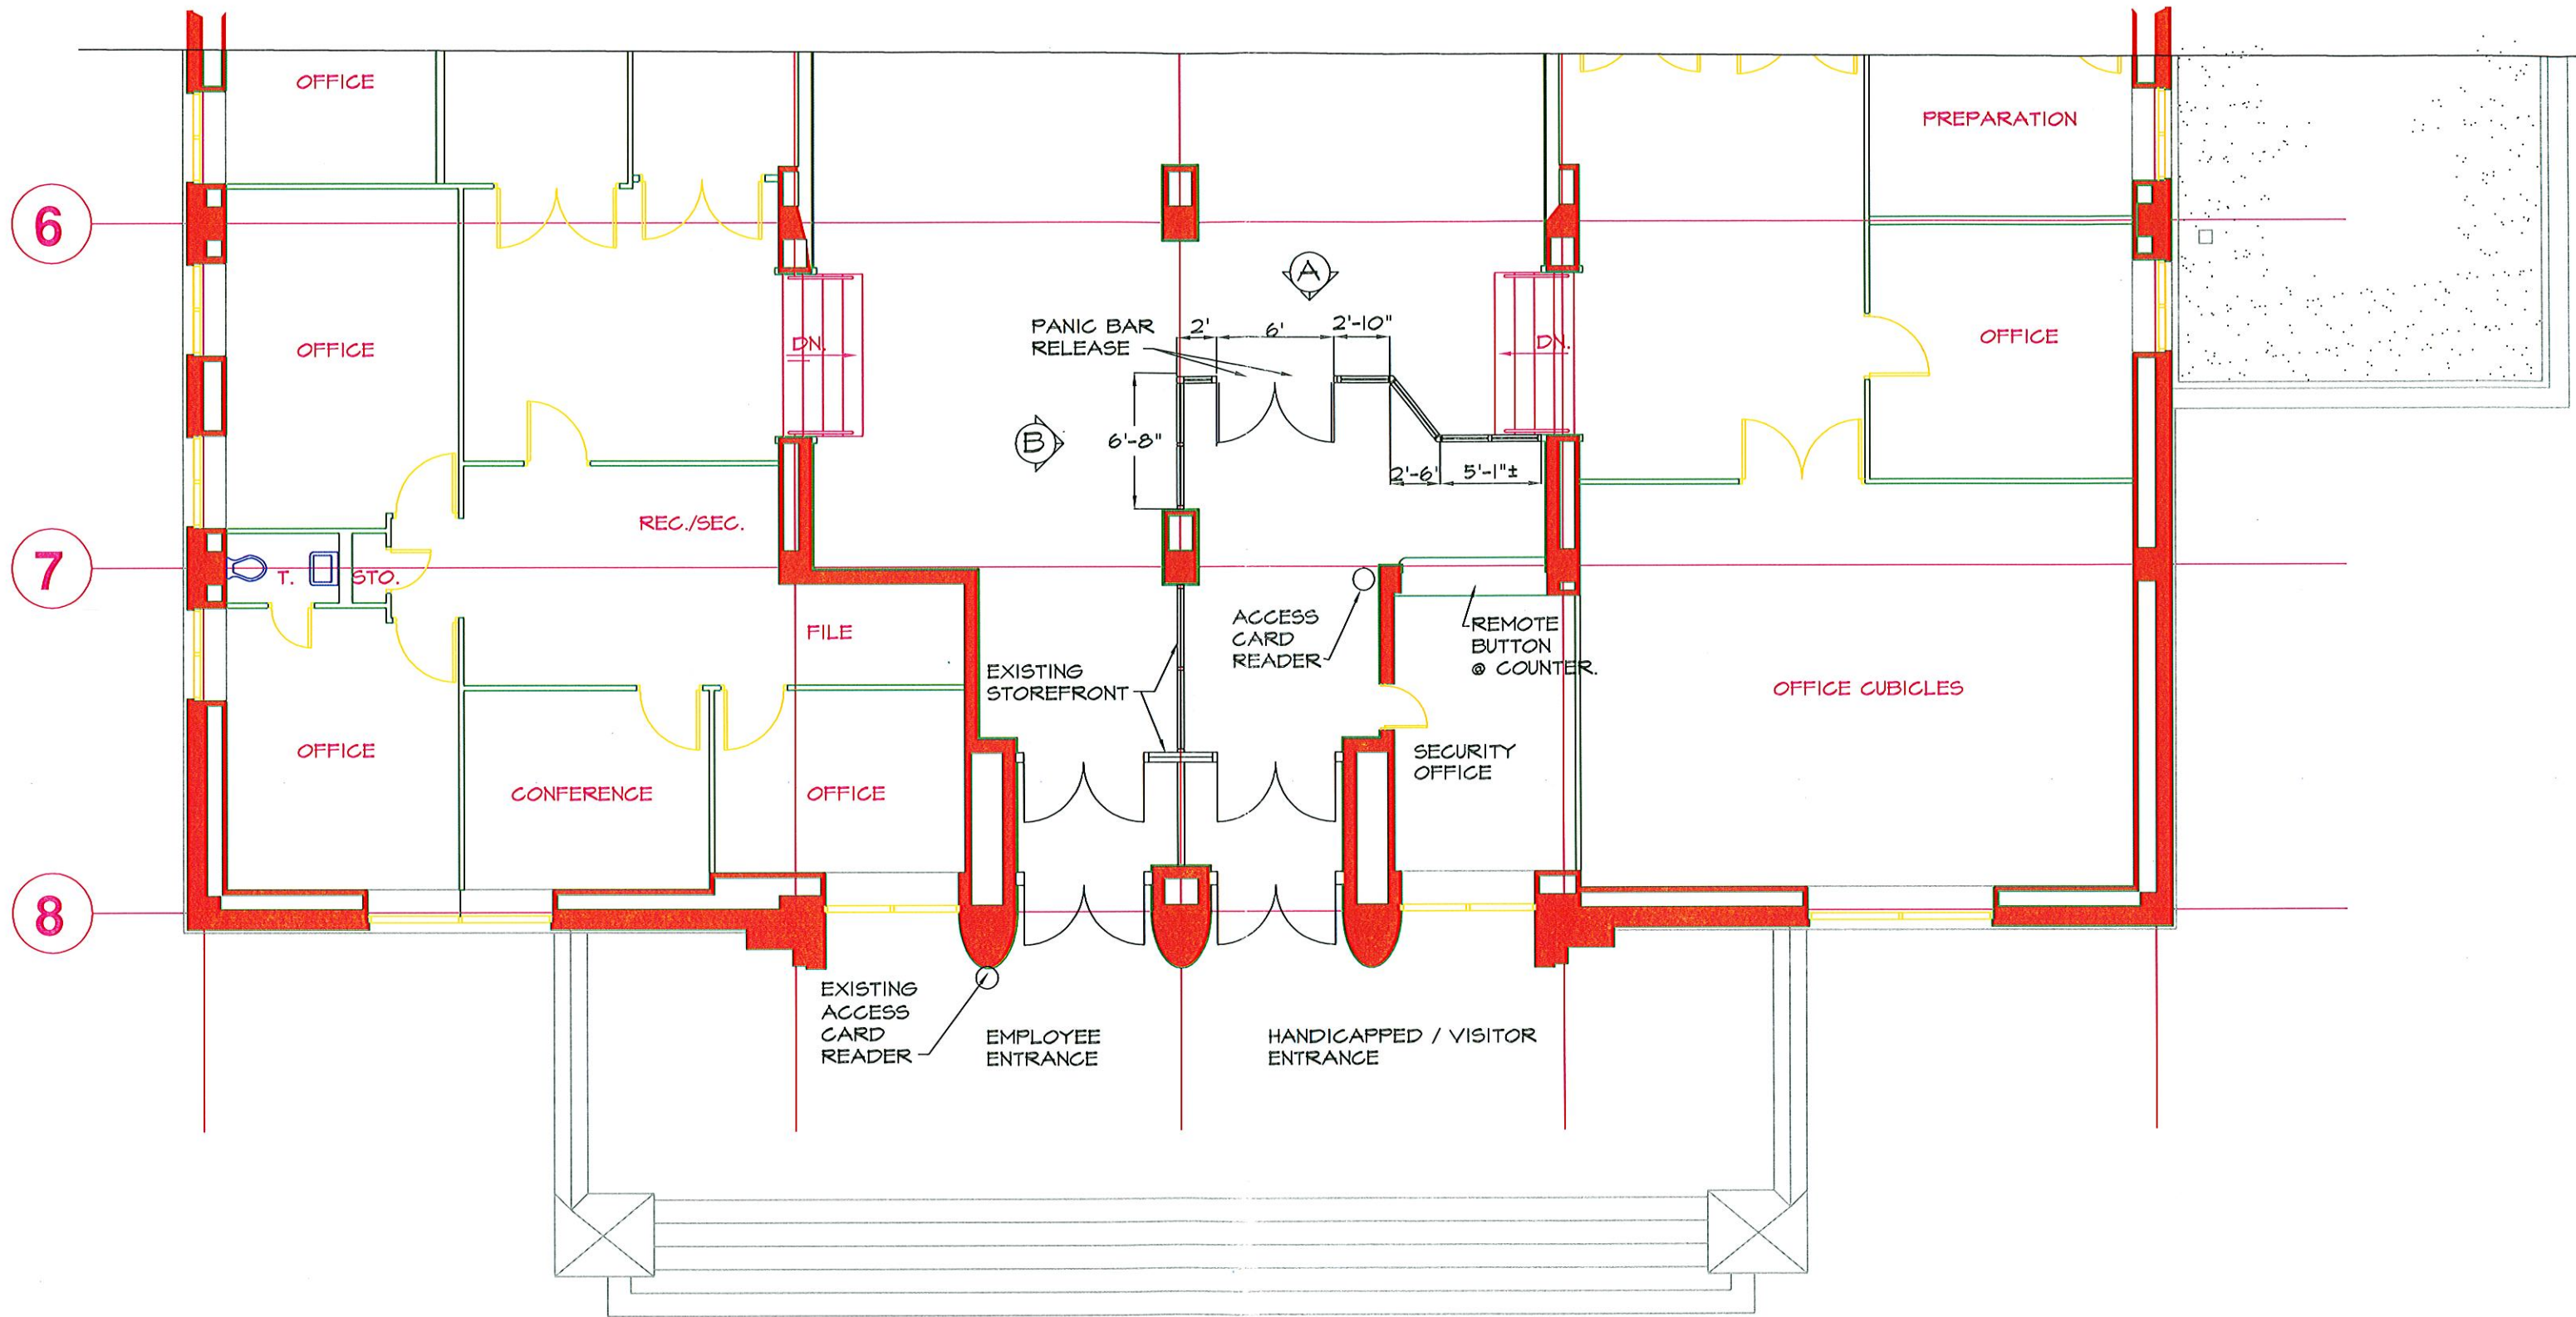 OFFICE
PREPARATION
6
A
PANIC BAR
RELEASE
2'
6'
2'-10"
DN.
DN.
OFFICE
OFFICE
B
6'-8"
2'-6"
5'-1"±
REC./SEC.
7
T.
STO.
FILE
ACCESS
CARD
READER
REMOTE
BUTTON
@ COUNTER.
EXISTING
STOREFRONT
OFFICE CUBICLES
OFFICE
CONFERENCE
OFFICE
SECURITY
OFFICE
8
EXISTING
ACCESS
CARD
READER
EMPLOYEE
ENTRANCE
HANDICAPPED / VISITOR
ENTRANCE